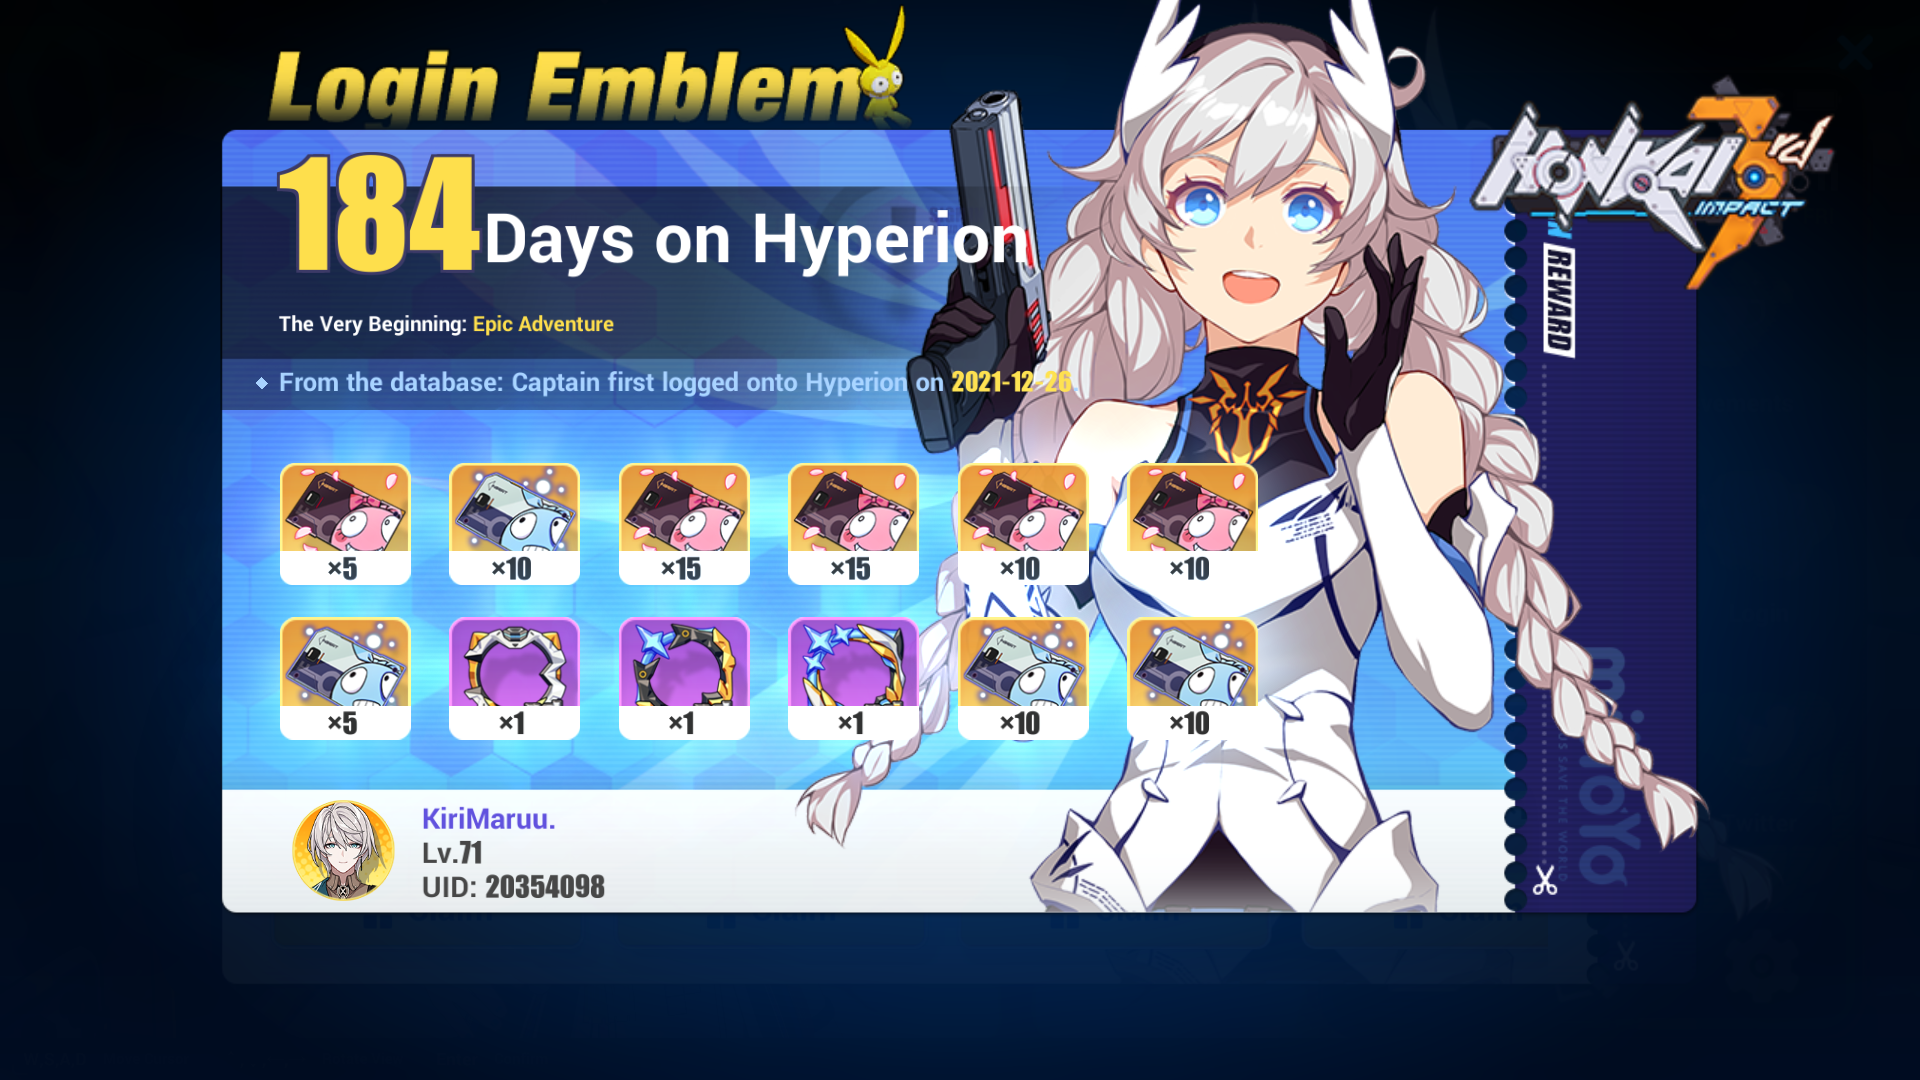 Login Emblem
HONKAI 3rd
IMPACT
184 Days on Hyperion
REWARD
The Very Beginning: Epic Adventure
From the database: Captain first logged onto Hyperion on 2021-12-26
×5
×10
×15
×15
×10
×10
×5
×1
×1
×1
×10
×10
KiriMaruu.
Lv.71
UID: 20354098